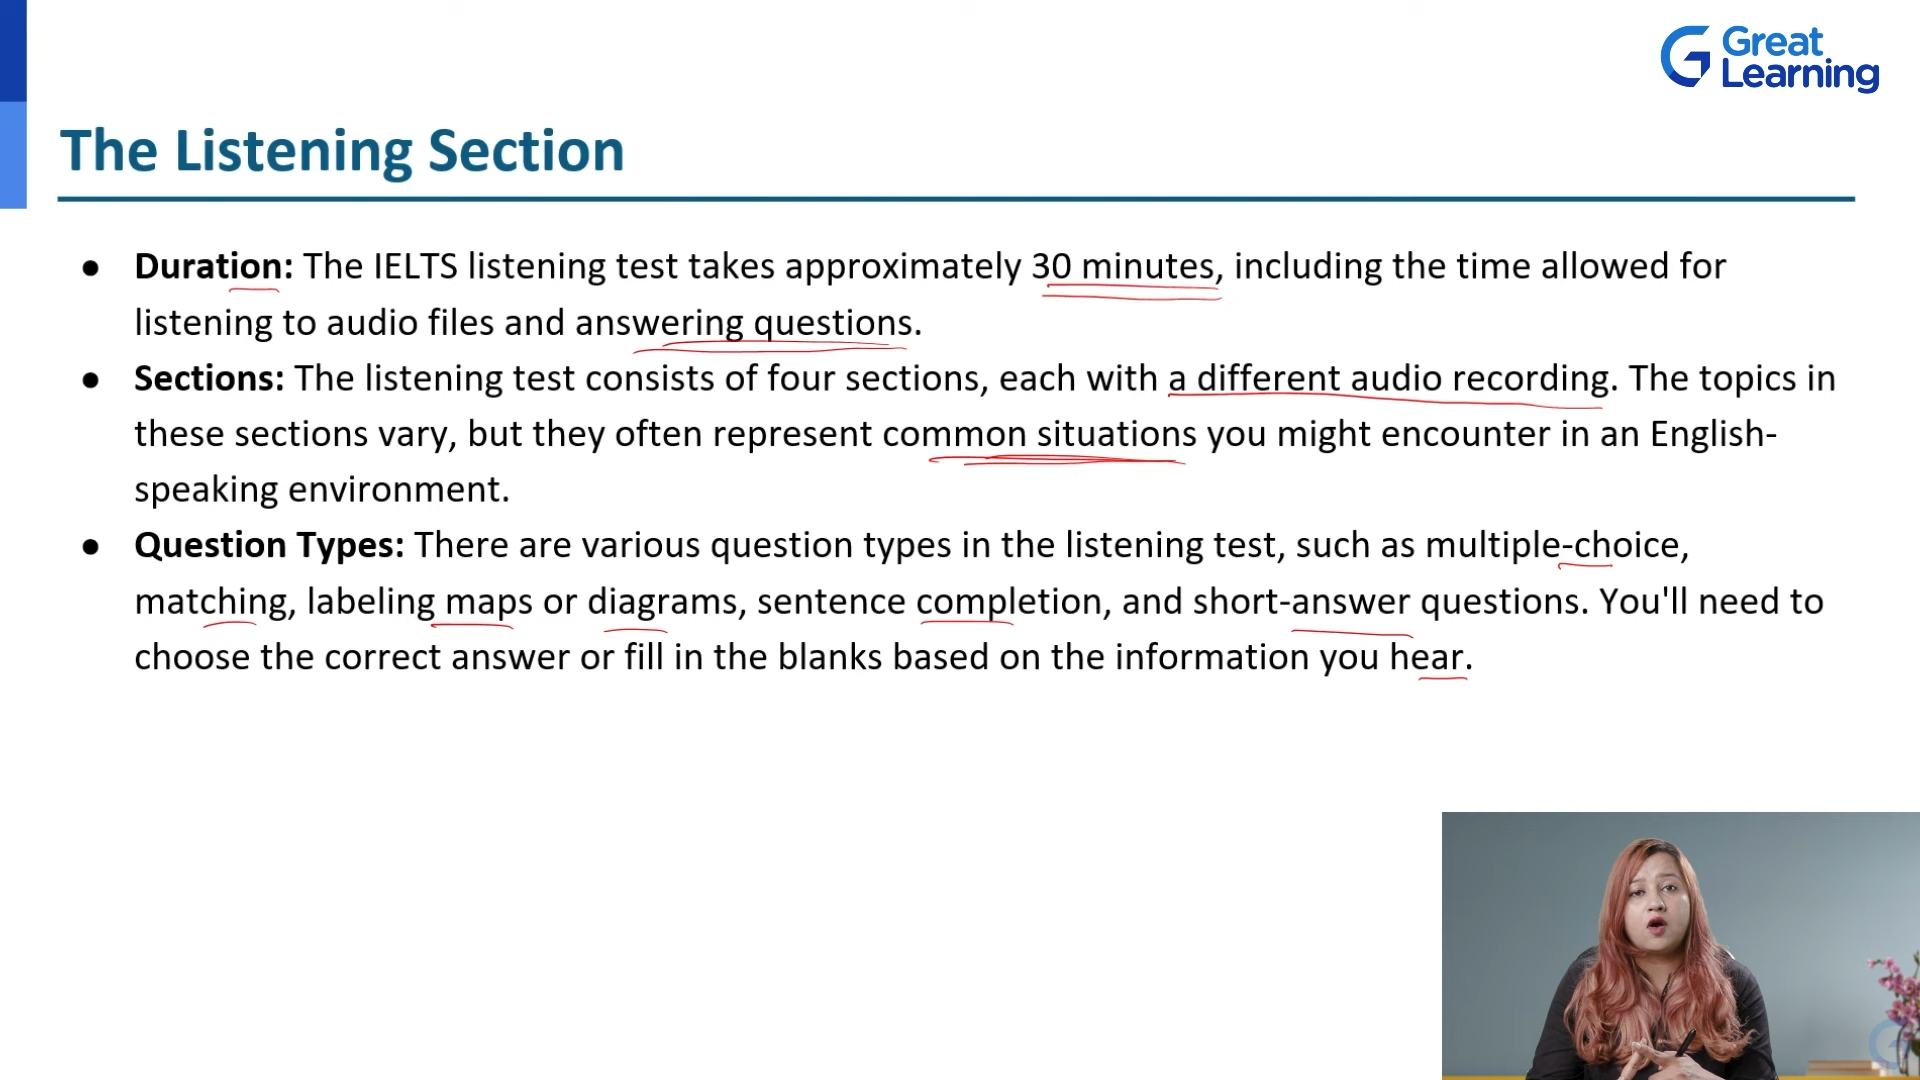 Great
Learning
The Listening Section
● Duration: The IELTS listening test takes approximately 30 minutes, including the time allowed for
listening to audio files and answering questions.
● Sections: The listening test consists of four sections, each with a different audio recording. The topics in
these sections vary, but they often represent common situations you might encounter in an English-
speaking environment.
● Question Types: There are various question types in the listening test, such as multiple-choice,
matching, labeling maps or diagrams, sentence completion, and short-answer questions. You'll need to
choose the correct answer or fill in the blanks based on the information you hear.